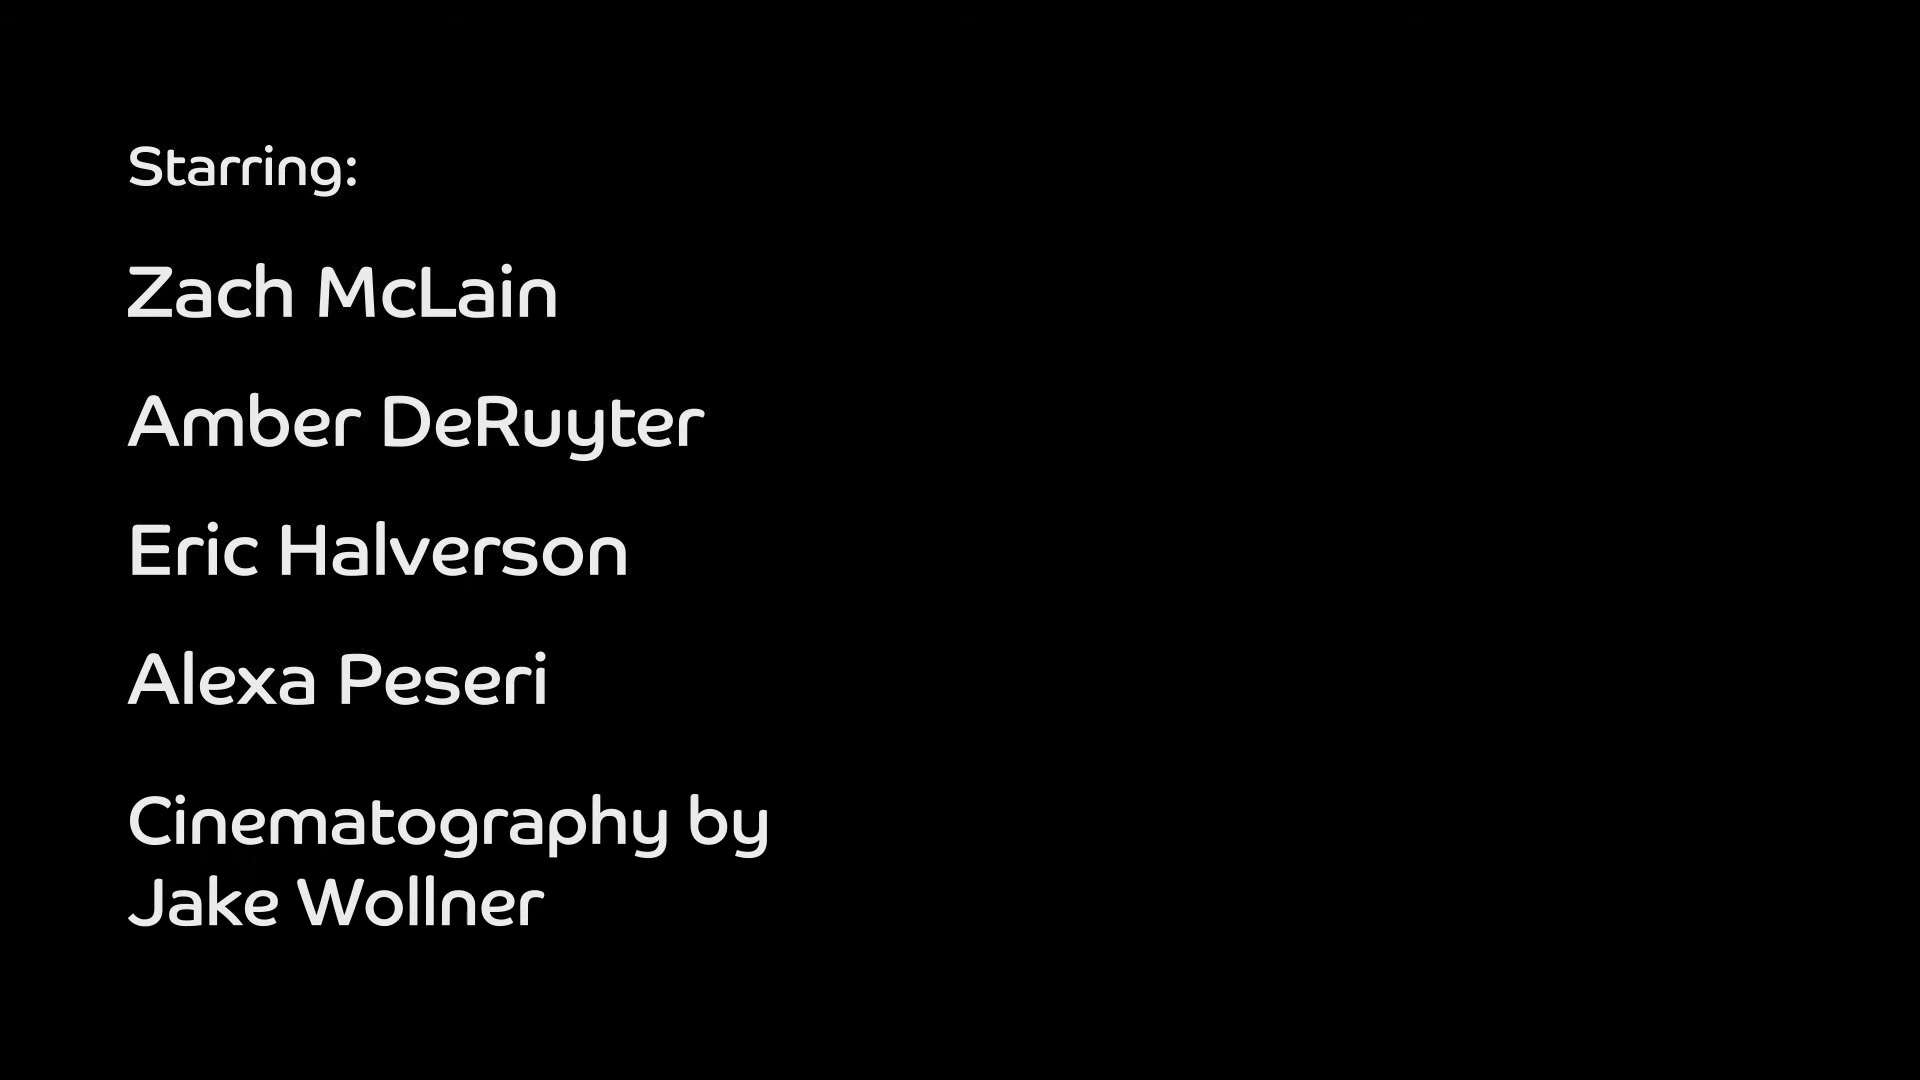 Starring:
Zach McLain
Amber DeRuyter
Eric Halverson
Alexa Peseri
Cinematography by
Jake Wollner